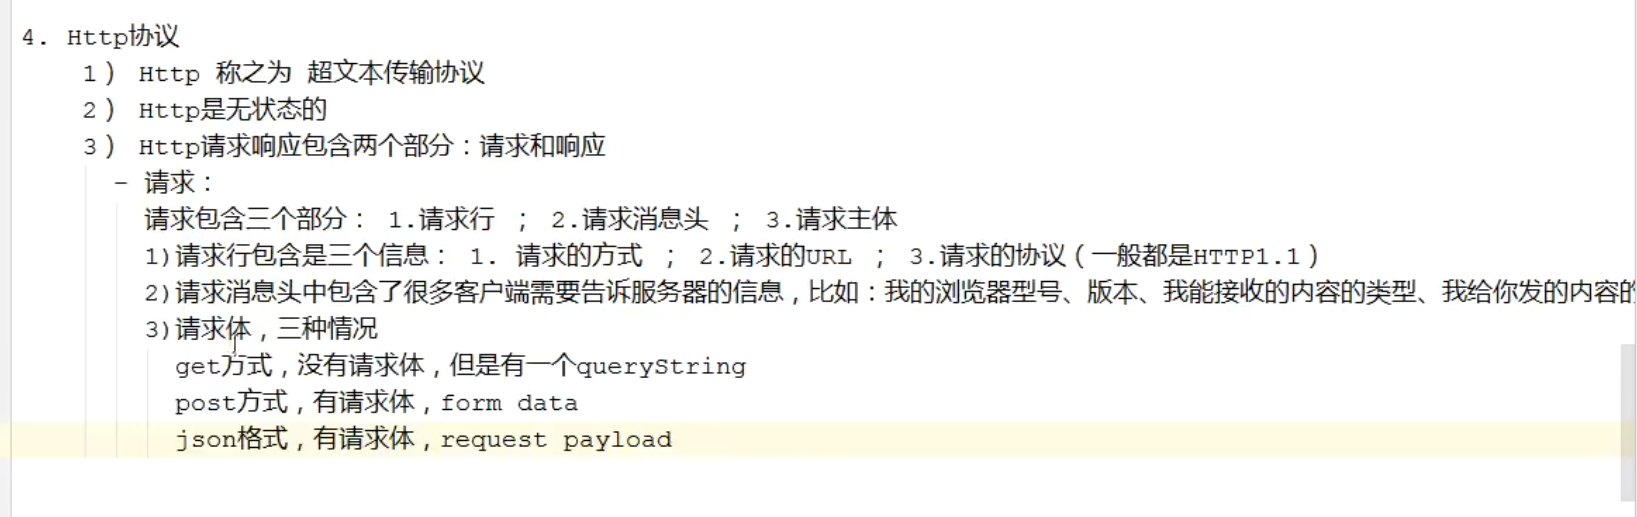 4. Http协议
1) Http 称之为 超文本传输协议
2) Http是无状态的
3) Http请求响应包含两个部分：请求和响应
- 请求：
请求包含三个部分： 1.请求行 ； 2.请求消息头 ； 3.请求主体
1)请求行包含是三个信息： 1. 请求的方式 ； 2.请求的URL ； 3.请求的协议（一般都是HTTP1.1）
2)请求消息头中包含了很多客户端需要告诉服务器的信息，比如：我的浏览器型号、版本、我能接收的内容的类型、我给你发的内容的
3)请求体，三种情况
get方式，没有请求体，但是有一个queryString
post方式，有请求体，form data
json格式，有请求体，request payload